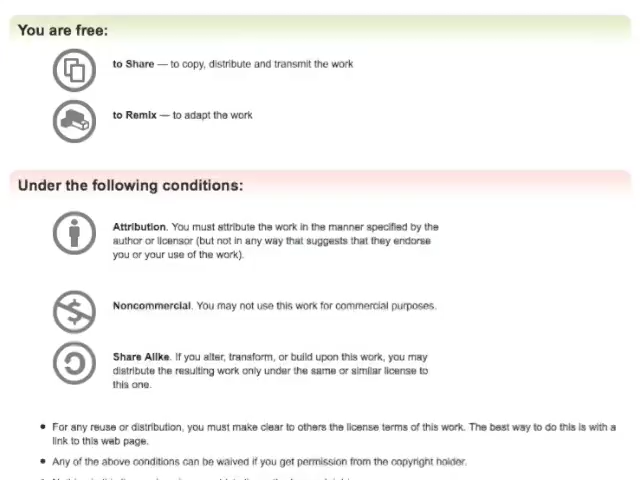 You are free:
to Share — to copy, distribute and transmit the work
to Remix — to adapt the work
Under the following conditions:
Attribution. You must attribute the work in the manner specified by the
author or licensor (but not in any way that suggests that they endorse
you or your use of the work).
$
Noncommercial. You may not use this work for commercial purposes.
Share Alike. If you alter, transform, or build upon this work, you may
distribute the resulting work only under the same or similar license to
this one.
• For any reuse or distribution, you must make clear to others the license terms of this work. The best way to do this is with a
link to this web page.
• Any of the above conditions can be waived if you get permission from the copyright holder.